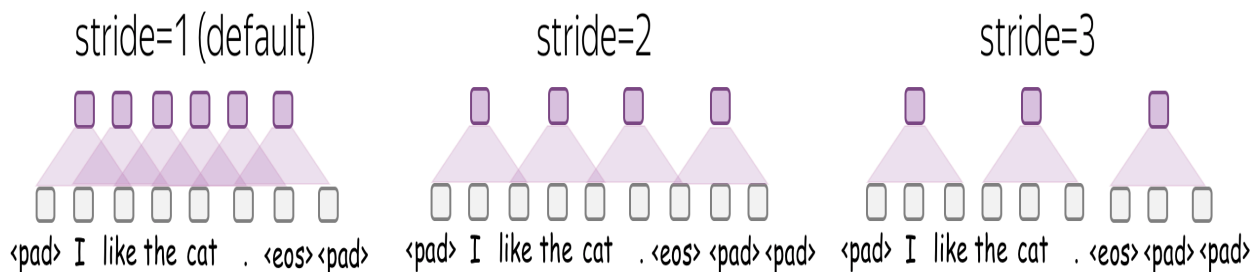 stride=1 (default) stride=2 stride=3
<pad> I like the cat . <eos> <pad> <pad> I like the cat . <eos> <pad> <pad> <pad> I like the cat . <eos> <pad> <pad>